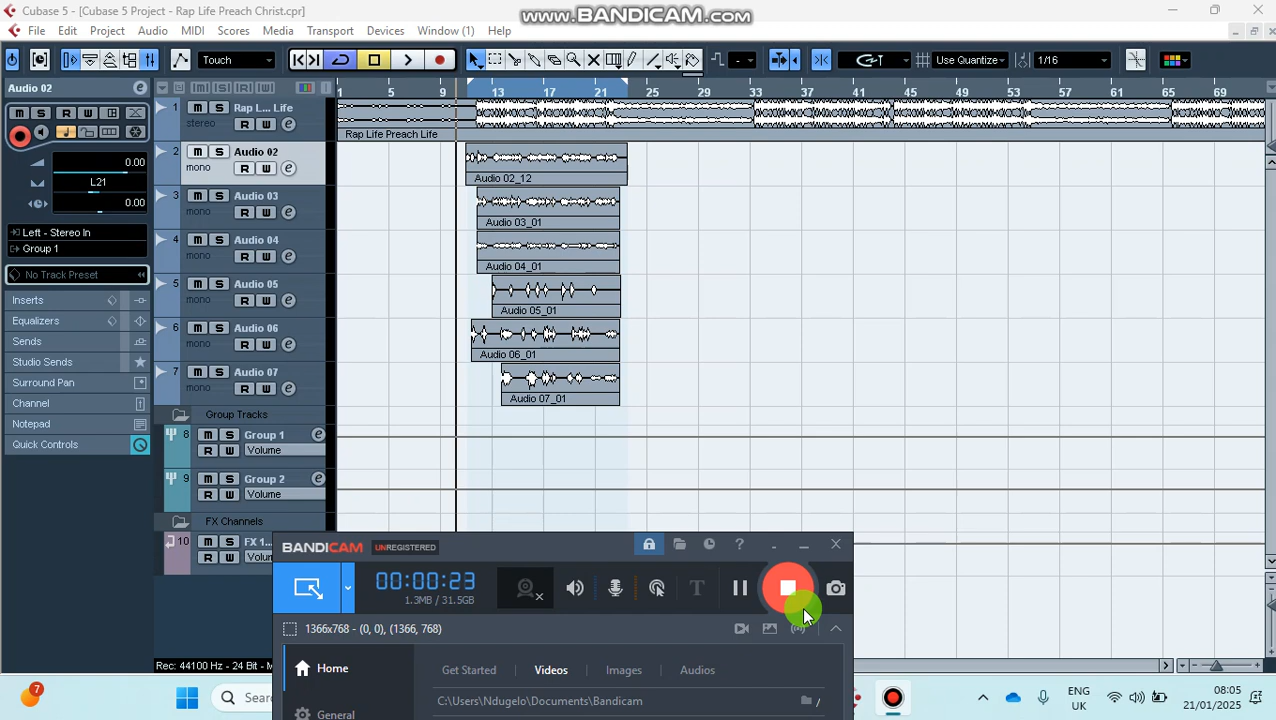 Cubase 5 - [Cubase 5 Project - Rap Life Preach Christ.cpr]
www.BANDICAM.com
File Edit Project Audio MIDI Scores Media Transport Devices Window (1) Help
Touch
Use Quantize
1/16
Audio 02
1 5 9 13 17 21 25 29 33 37 41 45 49 53 57 61 65 69
1 M S Rap L... Life
stereo R W e
Rap Life Preach Life
0.00
L21
0.00
Left - Stereo In
Group 1
No Track Preset
Inserts
Equalizers
Sends
Studio Sends
Surround Pan
Channel
Notepad
Quick Controls
2 M S Audio 02
mono R W e
Audio 02_12
3 M S Audio 03
mono R W e
Audio 03_01
4 M S Audio 04
mono R W e
Audio 04_01
5 M S Audio 05
mono R W e
Audio 05_01
6 M S Audio 06
mono R W e
Audio 06_01
7 M S Audio 07
mono R W e
Audio 07_01
Group Tracks
8 M S Group 1 e
R W Volume
9 M S Group 2 e
R W Volume
FX Channels
10 M S FX 1...
R W Volum
BANDICAM UNREGISTERED
00:00:23
1.3MB / 31.5GB
1366x768 - (0, 0), (1366, 768)
Home
General
Get Started Videos Images Audios
C:\Users\Ndugelo\Documents\Bandicam
Rec: 44100 Hz - 24 Bit - M
7
Sear
ENG
UK
08:05
21/01/2025